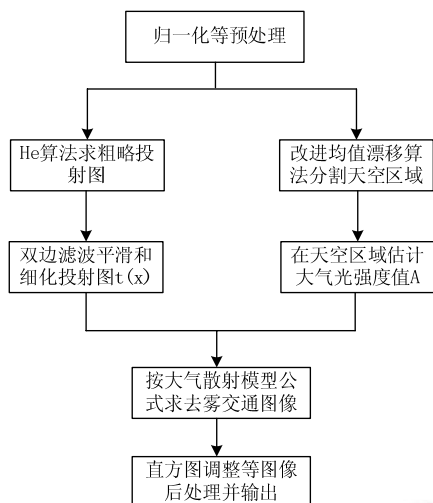 归一化等预处理
He算法求粗略投
射图
改进均值漂移算
法分割天空区域
双边滤波平滑和
细化投射图t(x)
在天空区域估计
大气光强度值A
按大气散射模型公
式求去雾交通图像
直方图调整等图像
后处理并输出